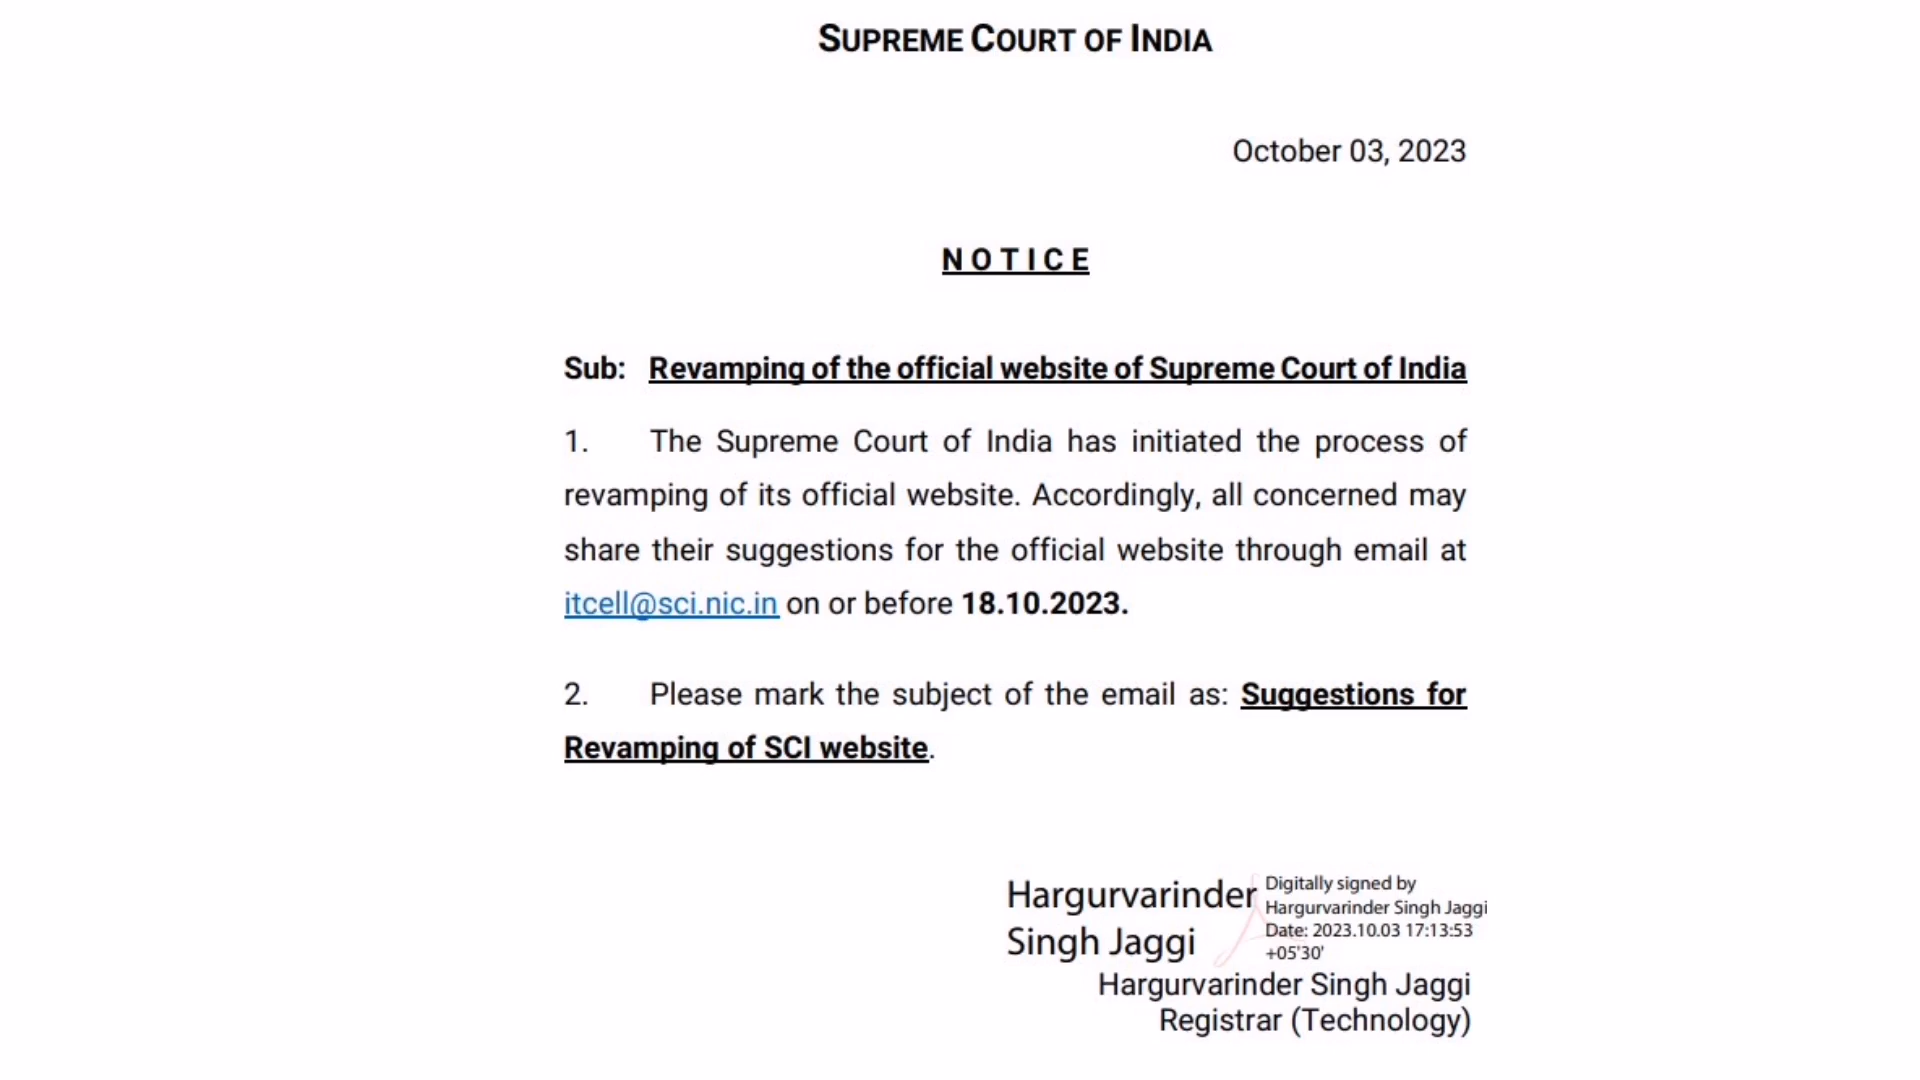 SUPREME COURT OF INDIA
October 03, 2023
NOTICE
Sub: Revamping of the official website of Supreme Court of India
1. The Supreme Court of India has initiated the process of
revamping of its official website. Accordingly, all concerned may
share their suggestions for the official website through email at
itcell@sci.nic.in on or before 18.10.2023.
2. Please mark the subject of the email as: Suggestions for
Revamping of SCI website.
Hargurvarinder
Singh Jaggi
Digitally signed by
Hargurvarinder Singh Jaggi
Date: 2023.10.03 17:13:53
+05'30'
Hargurvarinder Singh Jaggi
Registrar (Technology)